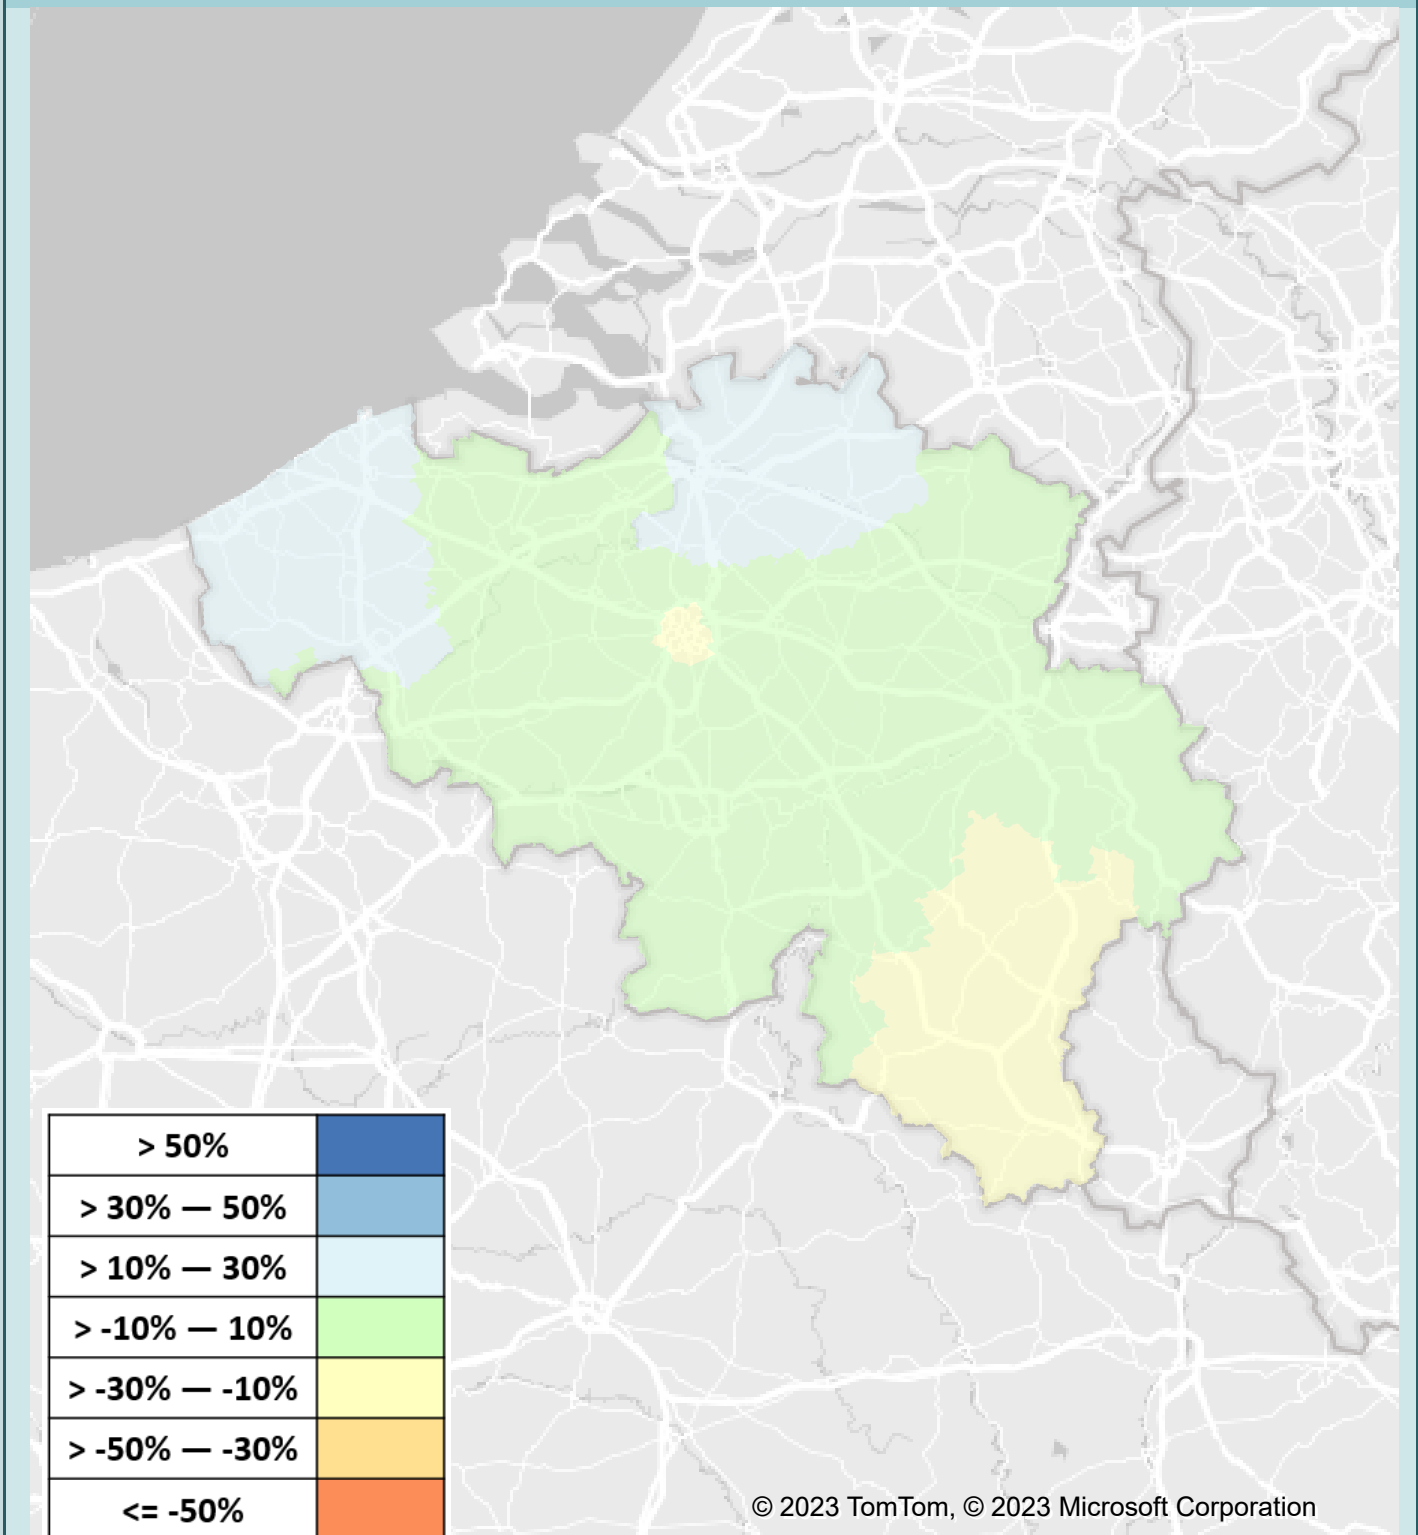 > 50%
> 30% — 50%
> 10% — 30%
> -10% — 10%
> -30% — -10%
> -50% — -30%
<= -50%
© 2023 TomTom, © 2023 Microsoft Corporation